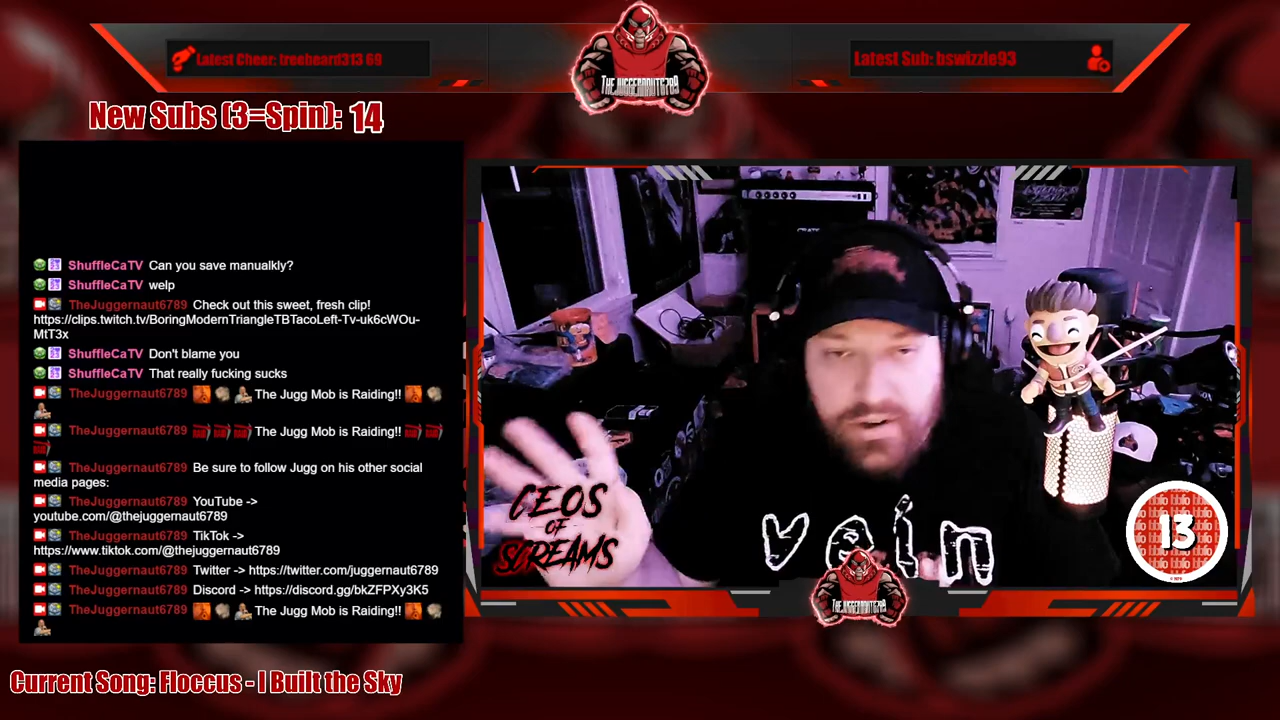 Latest Cheer: treebeard313 69
THEJUGGERNAUT6789
Latest Sub: bswizzle93
New Subs (3=Spin): 14
ShuffleCaTV Can you save manualkly?
ShuffleCaTV welp
TheJuggernaut6789 Check out this sweet, fresh clip!
https://clips.twitch.tv/BoringModernTriangleTBTacoLeft-Tv-uk6cWOu-
MtT3x
ShuffleCaTV Don't blame you
ShuffleCaTV That really fucking sucks
TheJuggernaut6789 The Jugg Mob is Raiding!!
TheJuggernaut6789 The Jugg Mob is Raiding!!
TheJuggernaut6789 Be sure to follow Jugg on his other social
media pages:
TheJuggernaut6789 YouTube ->
youtube.com/@thejuggernaut6789
TheJuggernaut6789 TikTok ->
https://www.tiktok.com/@thejuggernaut6789
TheJuggernaut6789 Twitter -> https://twitter.com/juggernaut6789
TheJuggernaut6789 Discord -> https://discord.gg/bkZFPXy3K5
TheJuggernaut6789 The Jugg Mob is Raiding!!
CEOS
OF
SCREAMS
vein
13
THEJUGGERNAUT6789
Current Song: Floccus - I Built the Sky